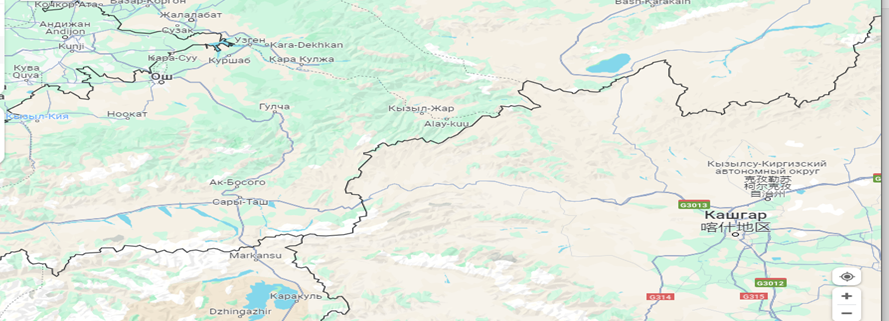 Кочкор Ата
Базар-Коргон
Bash-Karakain
Жалалабат
Андижан
Andijon
Сузак
Узген
Kunji
Kara-Dekhkan
Кара-Суу
Куршаб
Кара Кулжа
Кува
Quva
Ош
Гулча
Кызыл-Жар
Ноокат
Кызыл-Кия
Alay-kuu
Кызылсу-Киргизский
автономный округ
克孜勒苏
柯尔克孜
自治州
Ак-Босого
Сары-Таш
G3013
Кашгар
喀什地区
Markansu
G3012
G314
G315
Каракуль
Dzhingazhir